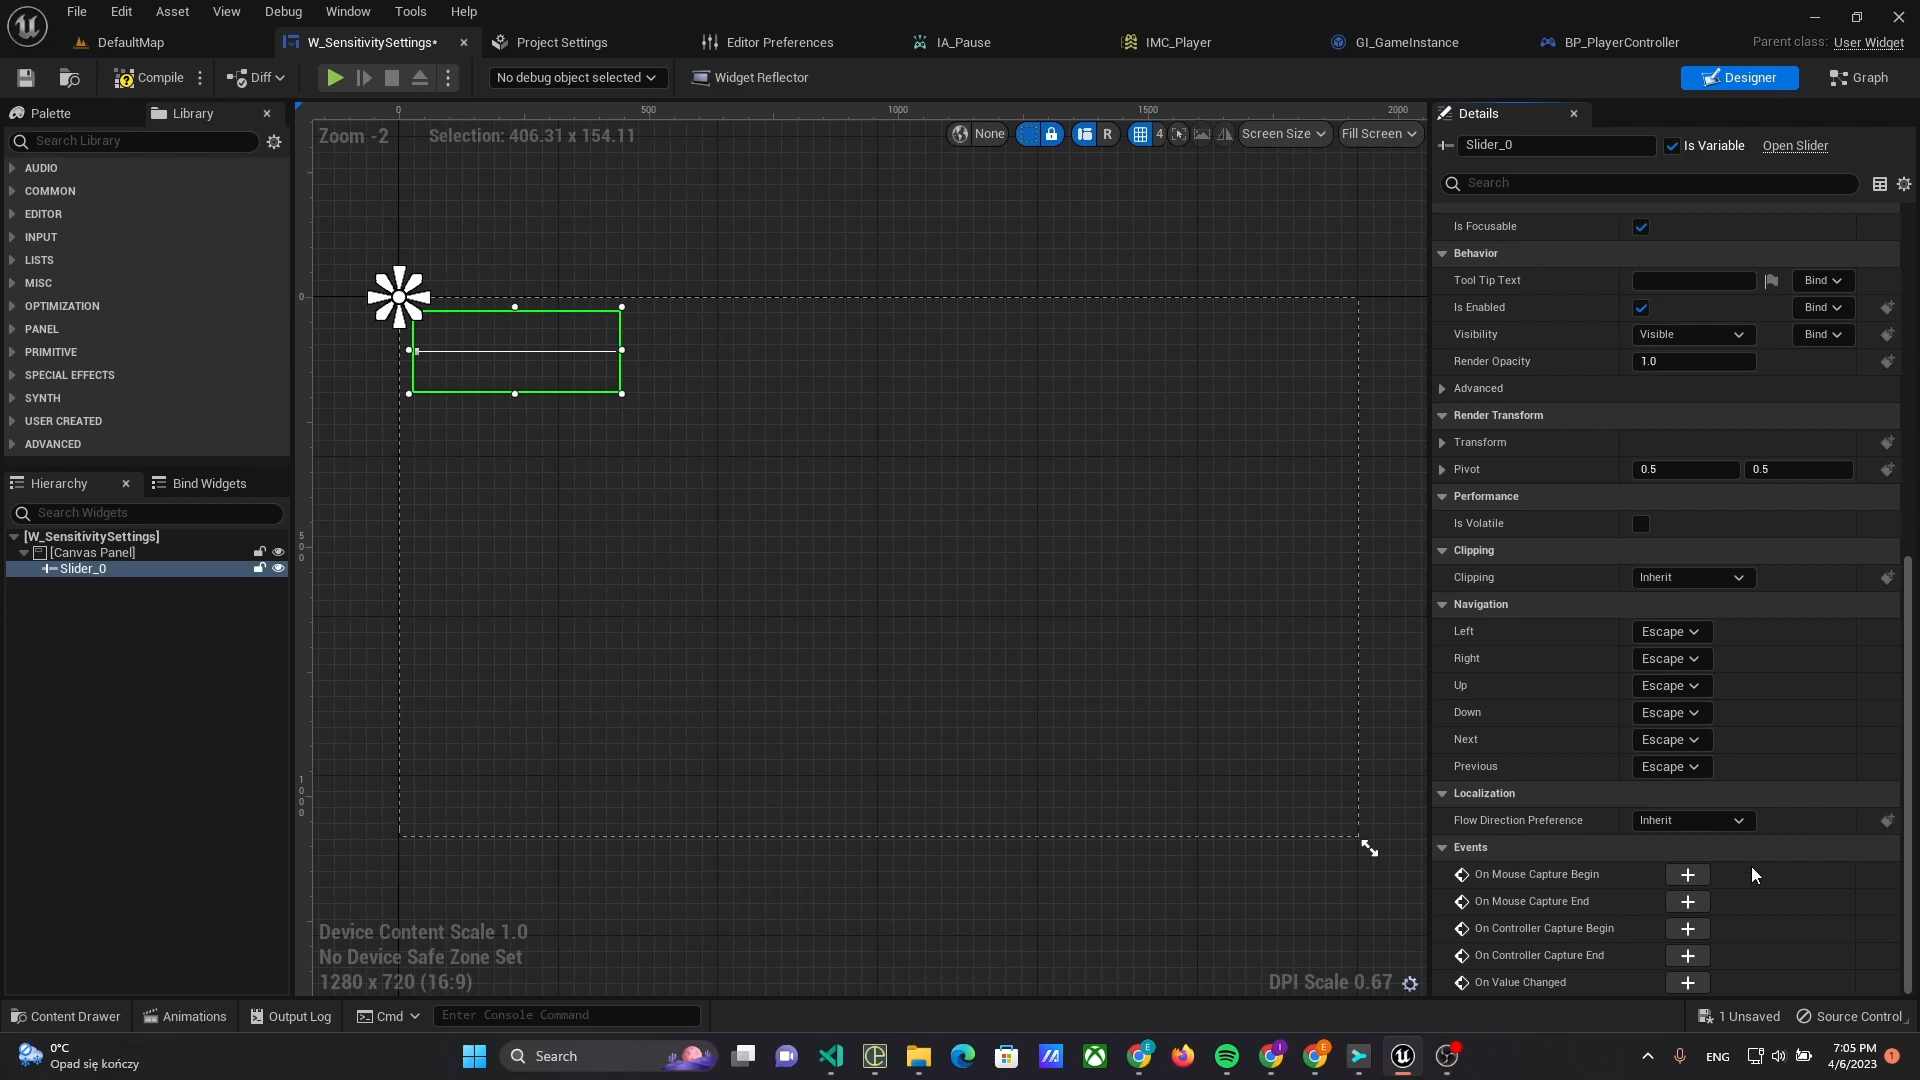 File Edit Asset View Debug Window Tools Help
DefaultMap
W_SensitivitySettings*
Project Settings
Editor Preferences
IA_Pause
IMC_Player
GI_GameInstance
BP_PlayerController
Parent class: User Widget
Compile
Diff
No debug object selected
Widget Reflector
Designer
Graph
Palette
Library
Search Library
AUDIO
COMMON
EDITOR
INPUT
LISTS
MISC
OPTIMIZATION
PANEL
PRIMITIVE
SPECIAL EFFECTS
SYNTH
USER CREATED
ADVANCED
Hierarchy
Bind Widgets
Search Widgets
[W_SensitivitySettings]
[Canvas Panel]
Slider_0
0 500 1000 1500 2000
Zoom -2
Selection: 406.31 x 154.11
None
R
4
Screen Size
Fill Screen
0
5
0
0
1
0
0
0
Device Content Scale 1.0
No Device Safe Zone Set
1280 x 720 (16:9)
DPI Scale 0.67
Details
Slider_0
Is Variable
Open Slider
Search
Is Focusable
Behavior
Tool Tip Text
Bind
Is Enabled
Bind
Visibility
Visible
Bind
Render Opacity
1.0
Advanced
Render Transform
Transform
Pivot
0.5
0.5
Performance
Is Volatile
Clipping
Clipping
Inherit
Navigation
Left
Escape
Right
Escape
Up
Escape
Down
Escape
Next
Escape
Previous
Escape
Localization
Flow Direction Preference
Inherit
Events
On Mouse Capture Begin
On Mouse Capture End
On Controller Capture Begin
On Controller Capture End
On Value Changed
Content Drawer
Animations
Output Log
Cmd
Enter Console Command
1 Unsaved
Source Control
0°C
Opad się kończy
Search
E
I
E
ENG
7:05 PM
4/6/2023
1